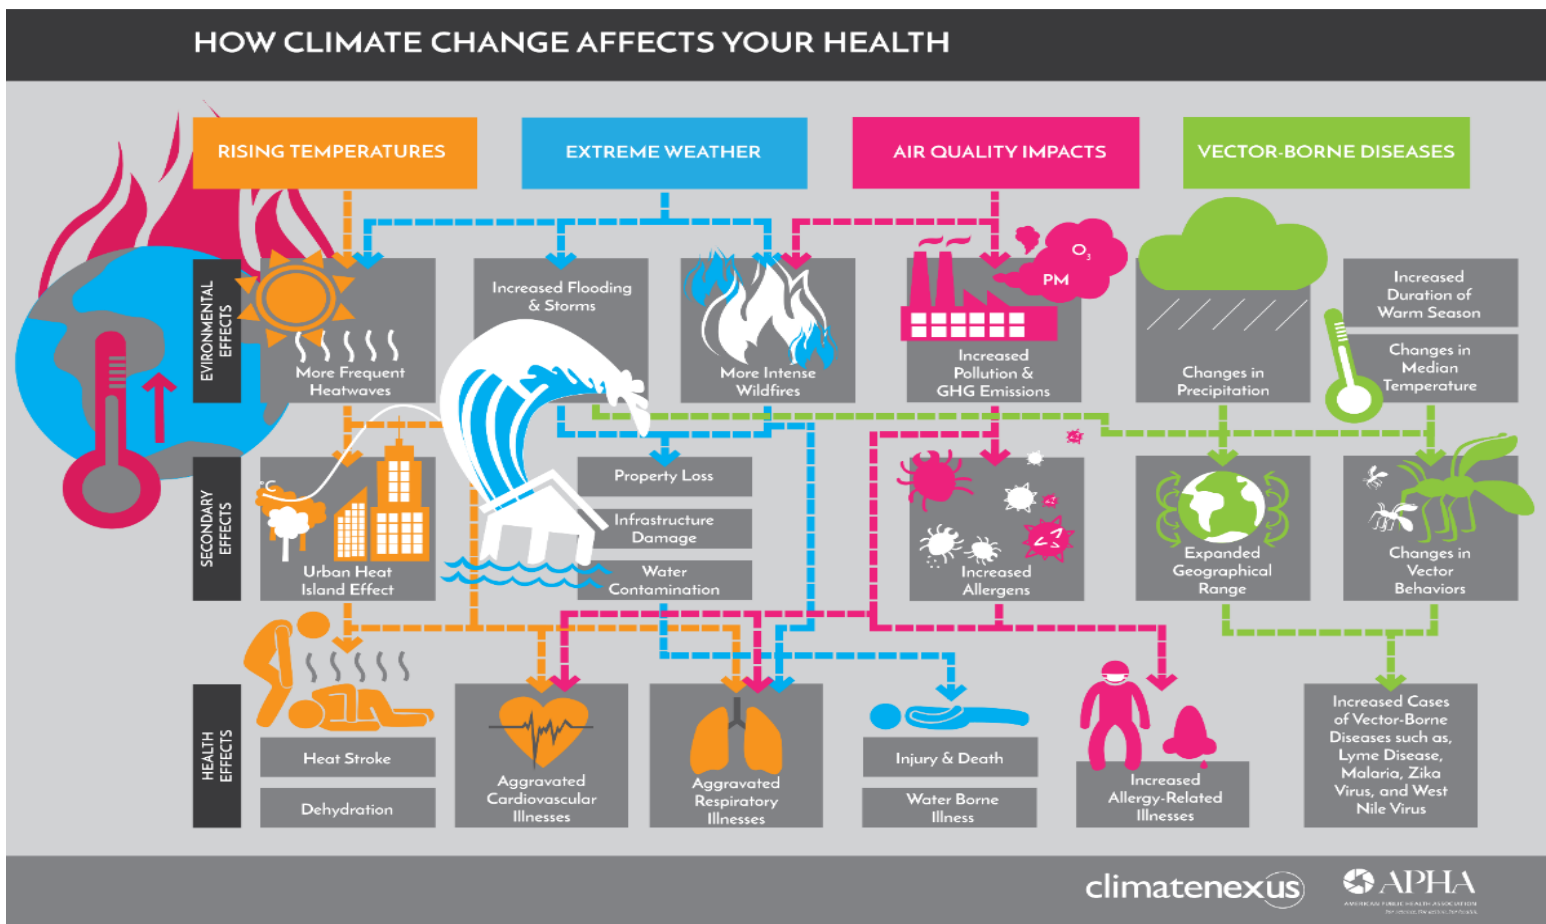 HOW CLIMATE CHANGE AFFECTS YOUR HEALTH
RISING TEMPERATURES
EXTREME WEATHER
AIR QUALITY IMPACTS
VECTOR-BORNE DISEASES
EVIRONMENTAL
EFFECTS
More Frequent
Heatwaves
Increased Flooding
& Storms
More Intense
Wildfires
O3
PM
Increased
Pollution &
GHG Emissions
Changes in
Precipitation
Increased
Duration of
Warm Season
Changes in
Median
Temperature
SECONDARY
EFFECTS
°C
Urban Heat
Island Effect
Property Loss
Infrastructure
Damage
Water
Contamination
Increased
Allergens
Expanded
Geographical
Range
Changes in
Vector
Behaviors
HEALTH
EFFECTS
Heat Stroke
Dehydration
Aggravated
Cardiovascular
Illnesses
Aggravated
Respiratory
Illnesses
Injury & Death
Water Borne
Illness
Increased
Allergy-Related
Illnesses
Increased Cases
of Vector-Borne
Diseases such as,
Lyme Disease,
Malaria, Zika
Virus, and West
Nile Virus
climatenexus
APHA
AMERICAN PUBLIC HEALTH ASSOCIATION